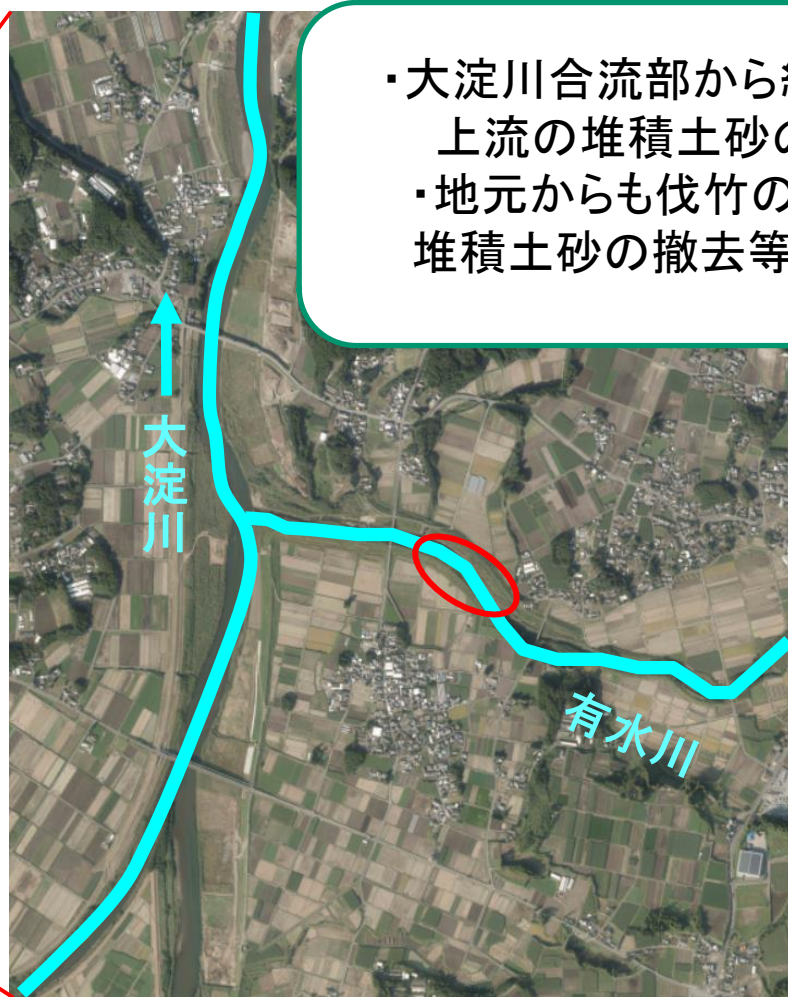 ・大淀川合流部から
上流の堆積土砂の
・地元からも伐竹の
堆積土砂の撤去等
大淀川
有水川